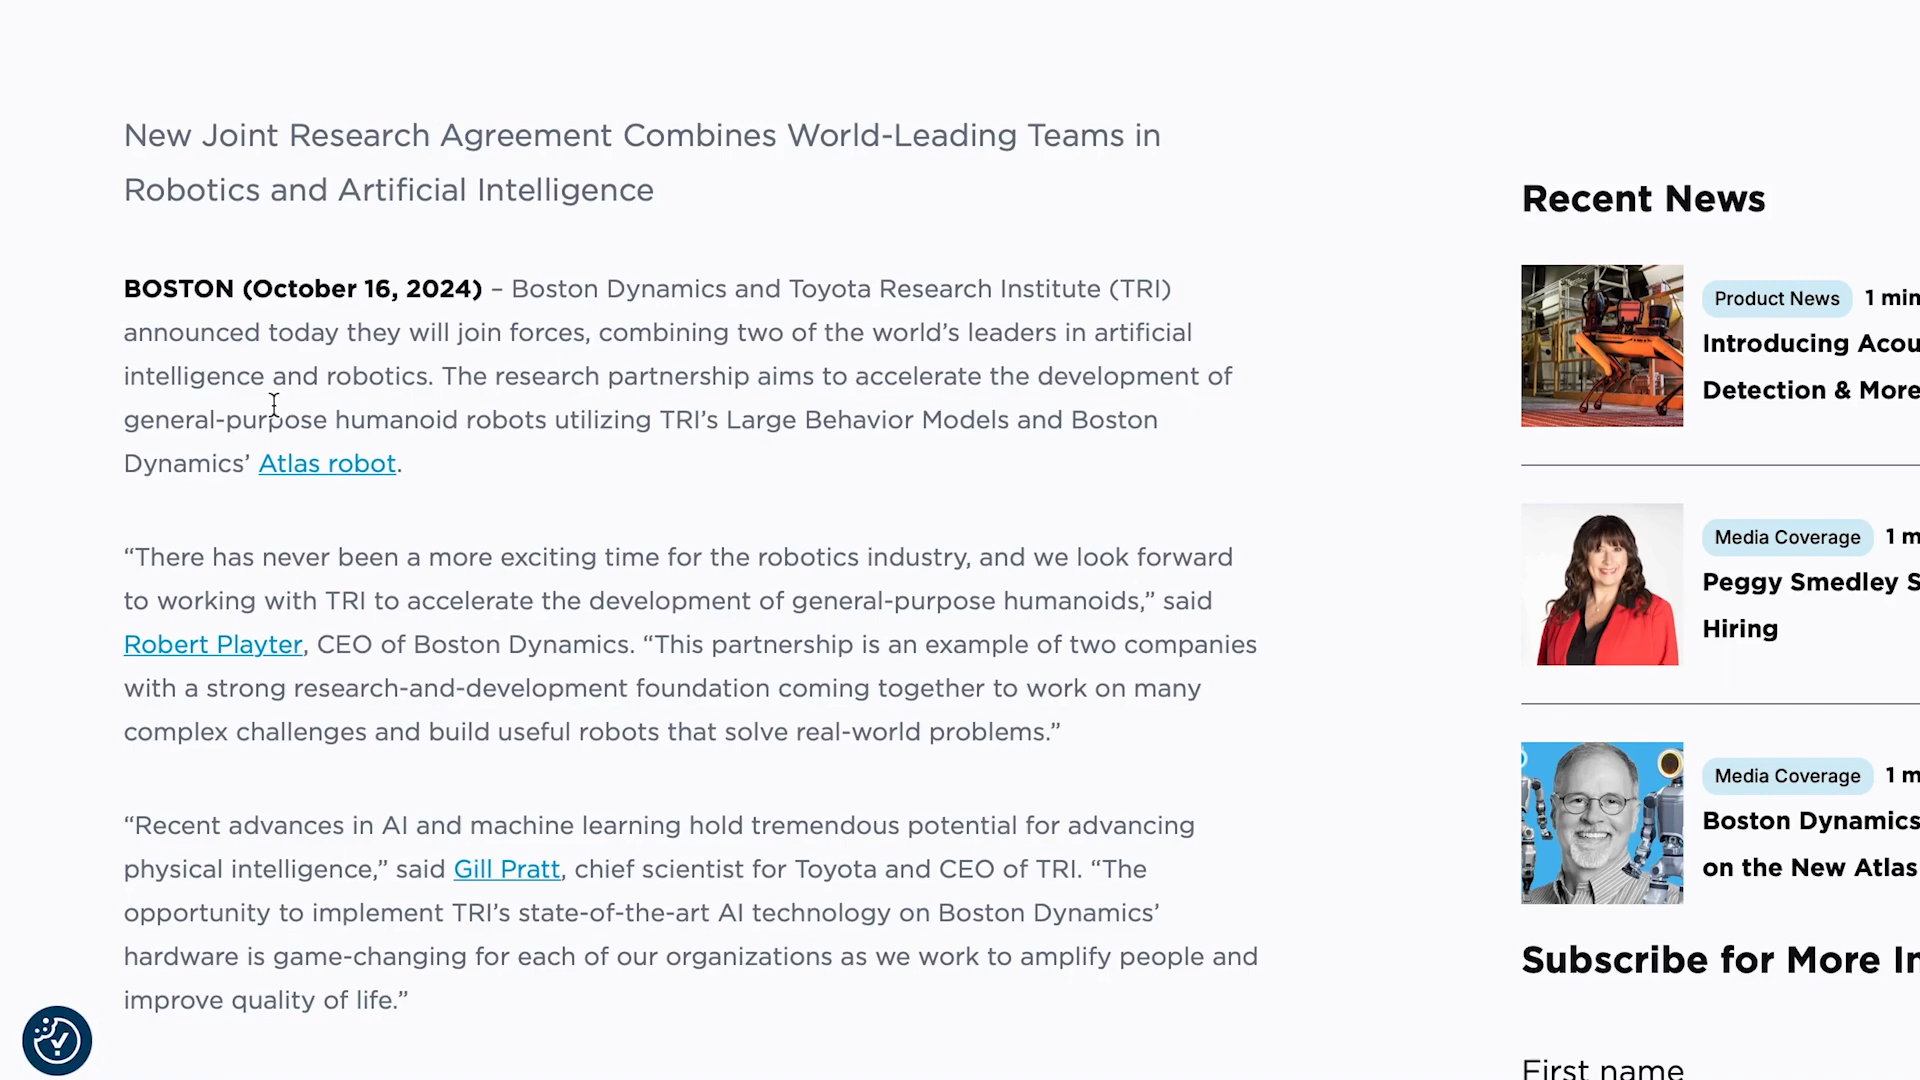 New Joint Research Agreement Combines World-Leading Teams in
Robotics and Artificial Intelligence
BOSTON (October 16, 2024) – Boston Dynamics and Toyota Research Institute (TRI)
announced today they will join forces, combining two of the world’s leaders in artificial
intelligence and robotics. The research partnership aims to accelerate the development of
general-purpose humanoid robots utilizing TRI’s Large Behavior Models and Boston
Dynamics’ Atlas robot.
“There has never been a more exciting time for the robotics industry, and we look forward
to working with TRI to accelerate the development of general-purpose humanoids,” said
Robert Playter, CEO of Boston Dynamics. “This partnership is an example of two companies
with a strong research-and-development foundation coming together to work on many
complex challenges and build useful robots that solve real-world problems.”
“Recent advances in AI and machine learning hold tremendous potential for advancing
physical intelligence,” said Gill Pratt, chief scientist for Toyota and CEO of TRI. “The
opportunity to implement TRI’s state-of-the-art AI technology on Boston Dynamics’
hardware is game-changing for each of our organizations as we work to amplify people and
improve quality of life.”
Recent News
Product News 1 min
Introducing Acou
Detection & More
Media Coverage 1 m
Peggy Smedley S
Hiring
Media Coverage 1 m
Boston Dynamics
on the New Atlas
Subscribe for More In
First name